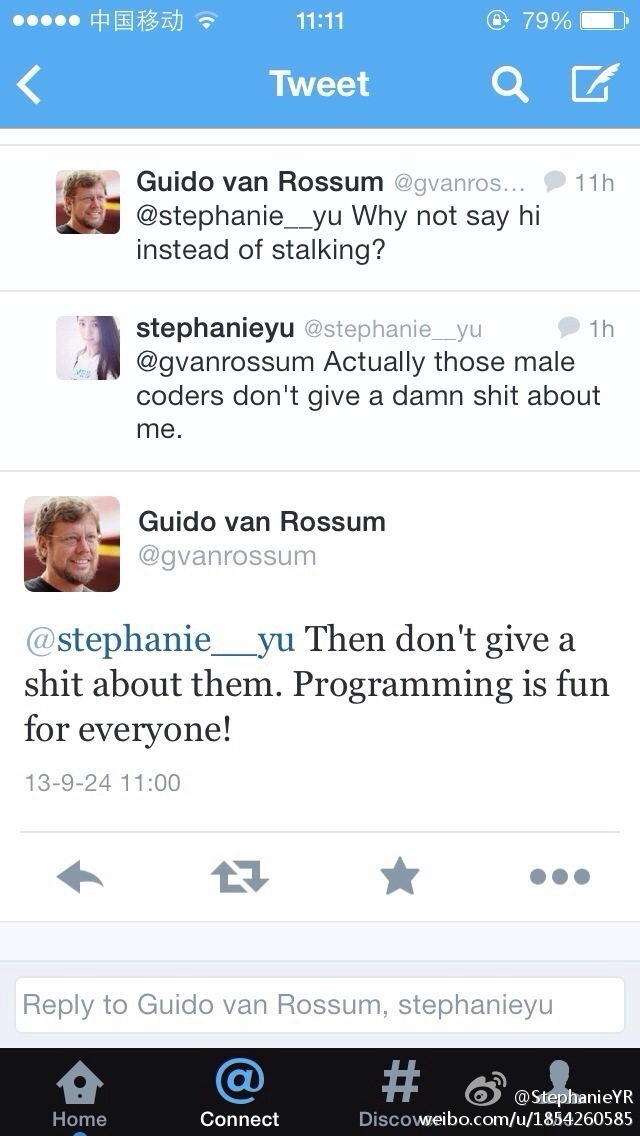 中国移动 11:11 79%
Tweet
Guido van Rossum @gvanros... 11h
@stephanie__yu Why not say hi
instead of stalking?
stephanieyu @stephanie__yu 1h
@gvanrossum Actually those male
coders don't give a damn shit about
me.
Guido van Rossum
@gvanrossum
@stephanie__yu Then don't give a
shit about them. Programming is fun
for everyone!
13-9-24 11:00
Reply to Guido van Rossum, stephanieyu
@StephanieYR
Home Connect Discov
weibo.com/u/1854260585